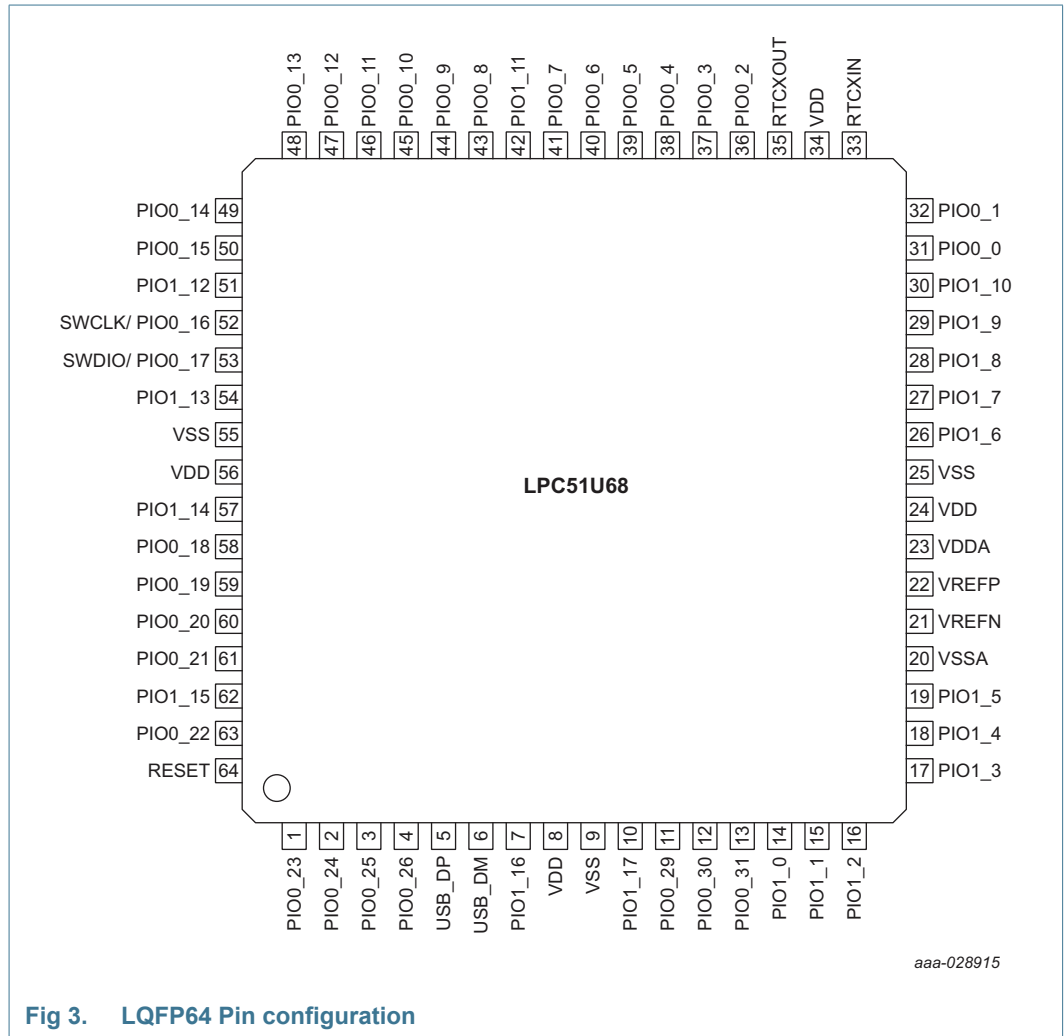 48 PIO0_13
47 PIO0_12
46 PIO0_11
45 PIO0_10
44 PIO0_9
43 PIO0_8
42 PIO1_11
41 PIO0_7
40 PIO0_6
39 PIO0_5
38 PIO0_4
37 PIO0_3
36 PIO0_2
35 RTCXOUT
34 VDD
33 RTCXIN
PIO0_14 49
PIO0_15 50
PIO1_12 51
SWCLK/ PIO0_16 52
SWDIO/ PIO0_17 53
PIO1_13 54
VSS 55
VDD 56
PIO1_14 57
PIO0_18 58
PIO0_19 59
PIO0_20 60
PIO0_21 61
PIO1_15 62
PIO0_22 63
RESET 64
LPC51U68
32 PIO0_1
31 PIO0_0
30 PIO1_10
29 PIO1_9
28 PIO1_8
27 PIO1_7
26 PIO1_6
25 VSS
24 VDD
23 VDDA
22 VREFP
21 VREFN
20 VSSA
19 PIO1_5
18 PIO1_4
17 PIO1_3
PIO0_23 1
PIO0_24 2
PIO0_25 3
PIO0_26 4
USB_DP 5
USB_DM 6
PIO1_16 7
VDD 8
VSS 9
PIO1_17 10
PIO0_29 11
PIO0_30 12
PIO0_31 13
PIO1_0 14
PIO1_1 15
PIO1_2 16
aaa-028915
Fig 3. LQFP64 Pin configuration